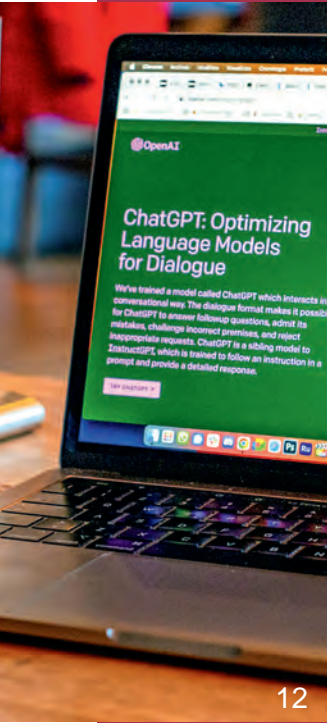 OpenAI
ChatGPT: Optimizing
Language Models
for Dialogue
We've trained a model called ChatGPT which interacts in
conversational way. The dialogue format makes it possib
for ChatGPT to answer followup questions, admit its
mistakes, challenge incorrect premises, and reject
inappropriate requests. ChatGPT is a sibling model to
InstructGPT, which is trained to follow an instruction in a
prompt and provide a detailed response.
TRY CHATGPT
Ps Ru
12